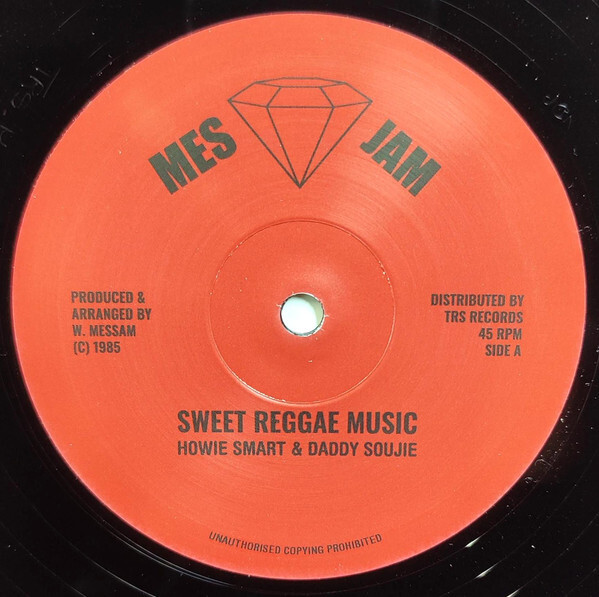 MES JAM
PRODUCED &
ARRANGED BY
W. MESSAM
(C) 1985
DISTRIBUTED BY
TRS RECORDS
45 RPM
SIDE A
SWEET REGGAE MUSIC
HOWIE SMART & DADDY SOUJIE
UNAUTHORISED COPYING PROHIBITED